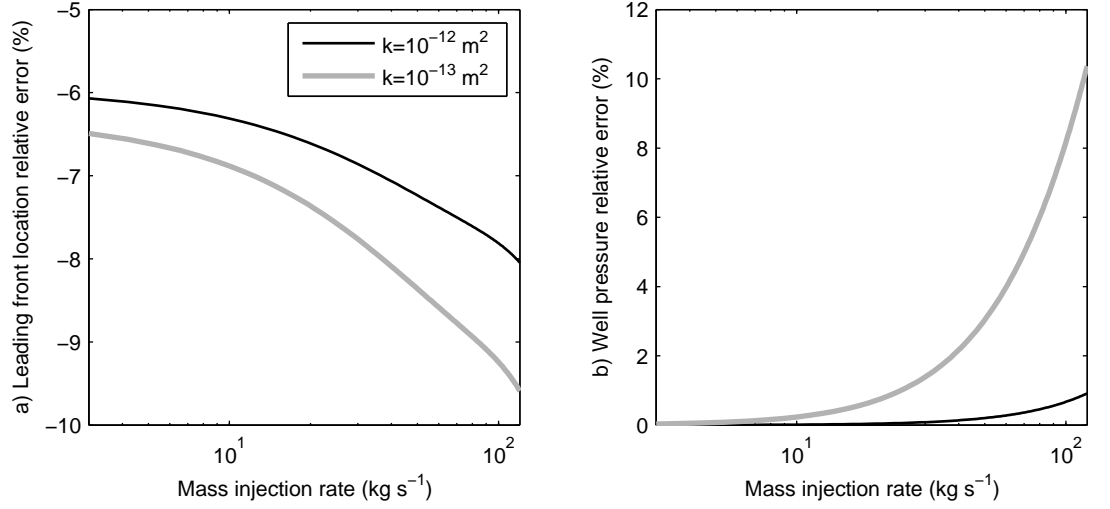 a) Leading front location relative error (%)
−5
−6
−7
−8
−9
−10
k=10⁻¹² m²
k=10⁻¹³ m²
10¹
10²
Mass injection rate (kg s⁻¹)
b) Well pressure relative error (%)
12
10
8
6
4
2
0
10¹
10²
Mass injection rate (kg s⁻¹)